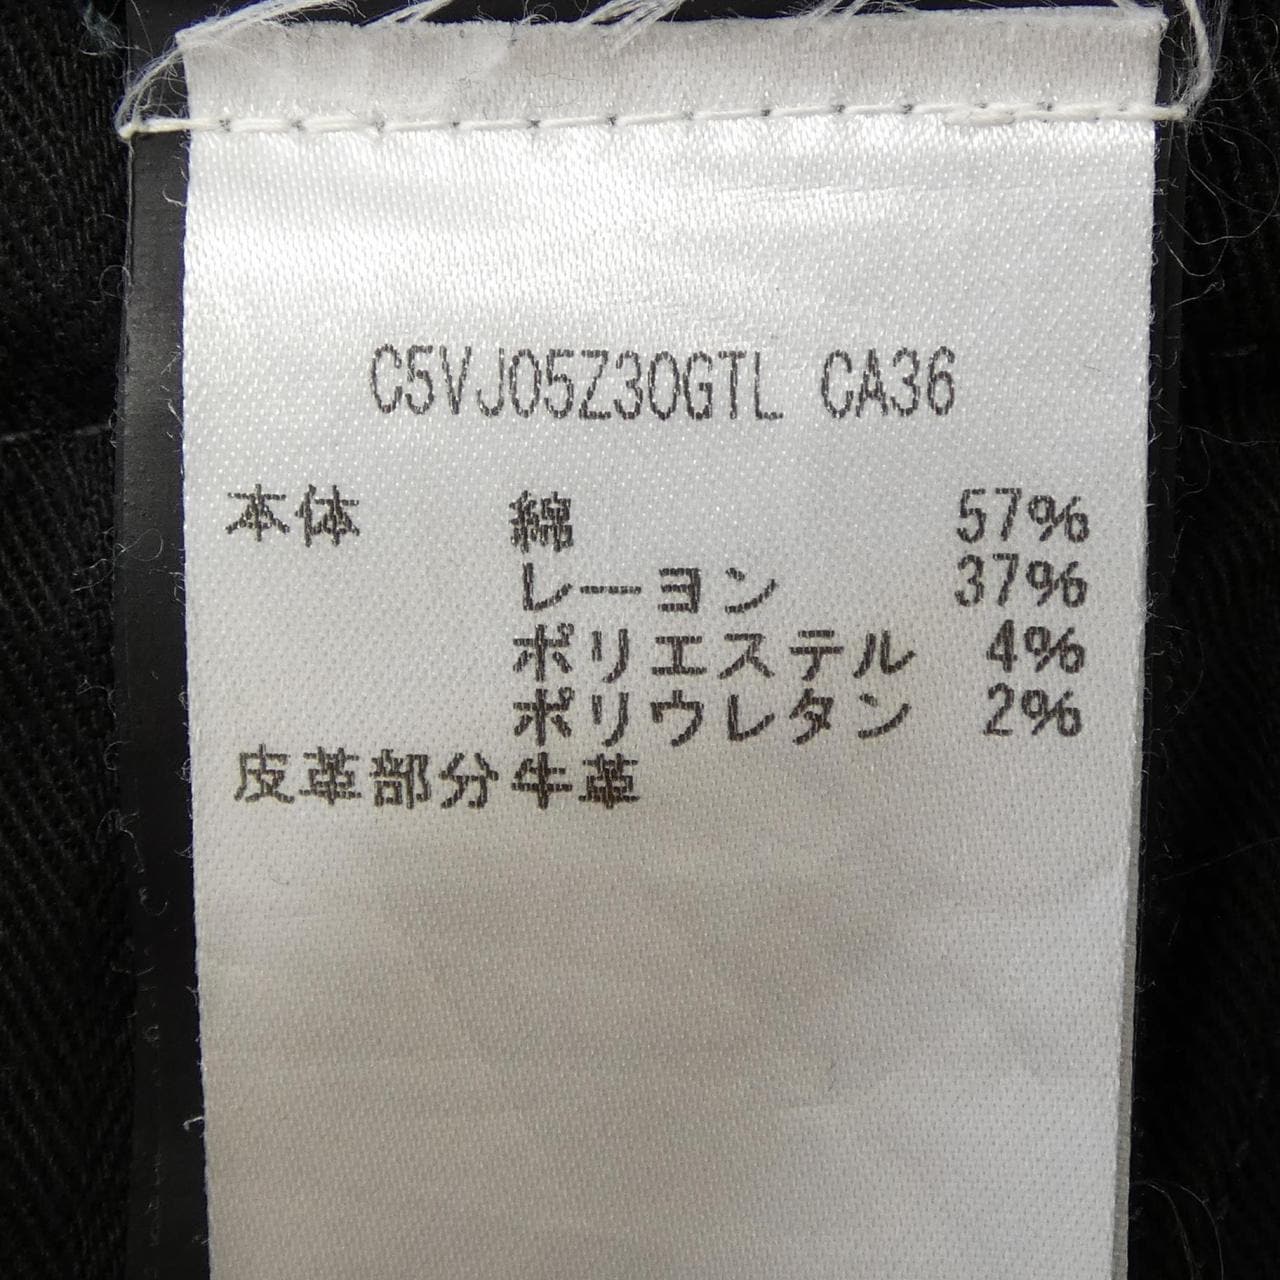 C5VJ05Z30GTL CA36
本体 綿 57%
レーヨン 37%
ポリエステル 4%
ポリウレタン 2%
皮革部分 牛革